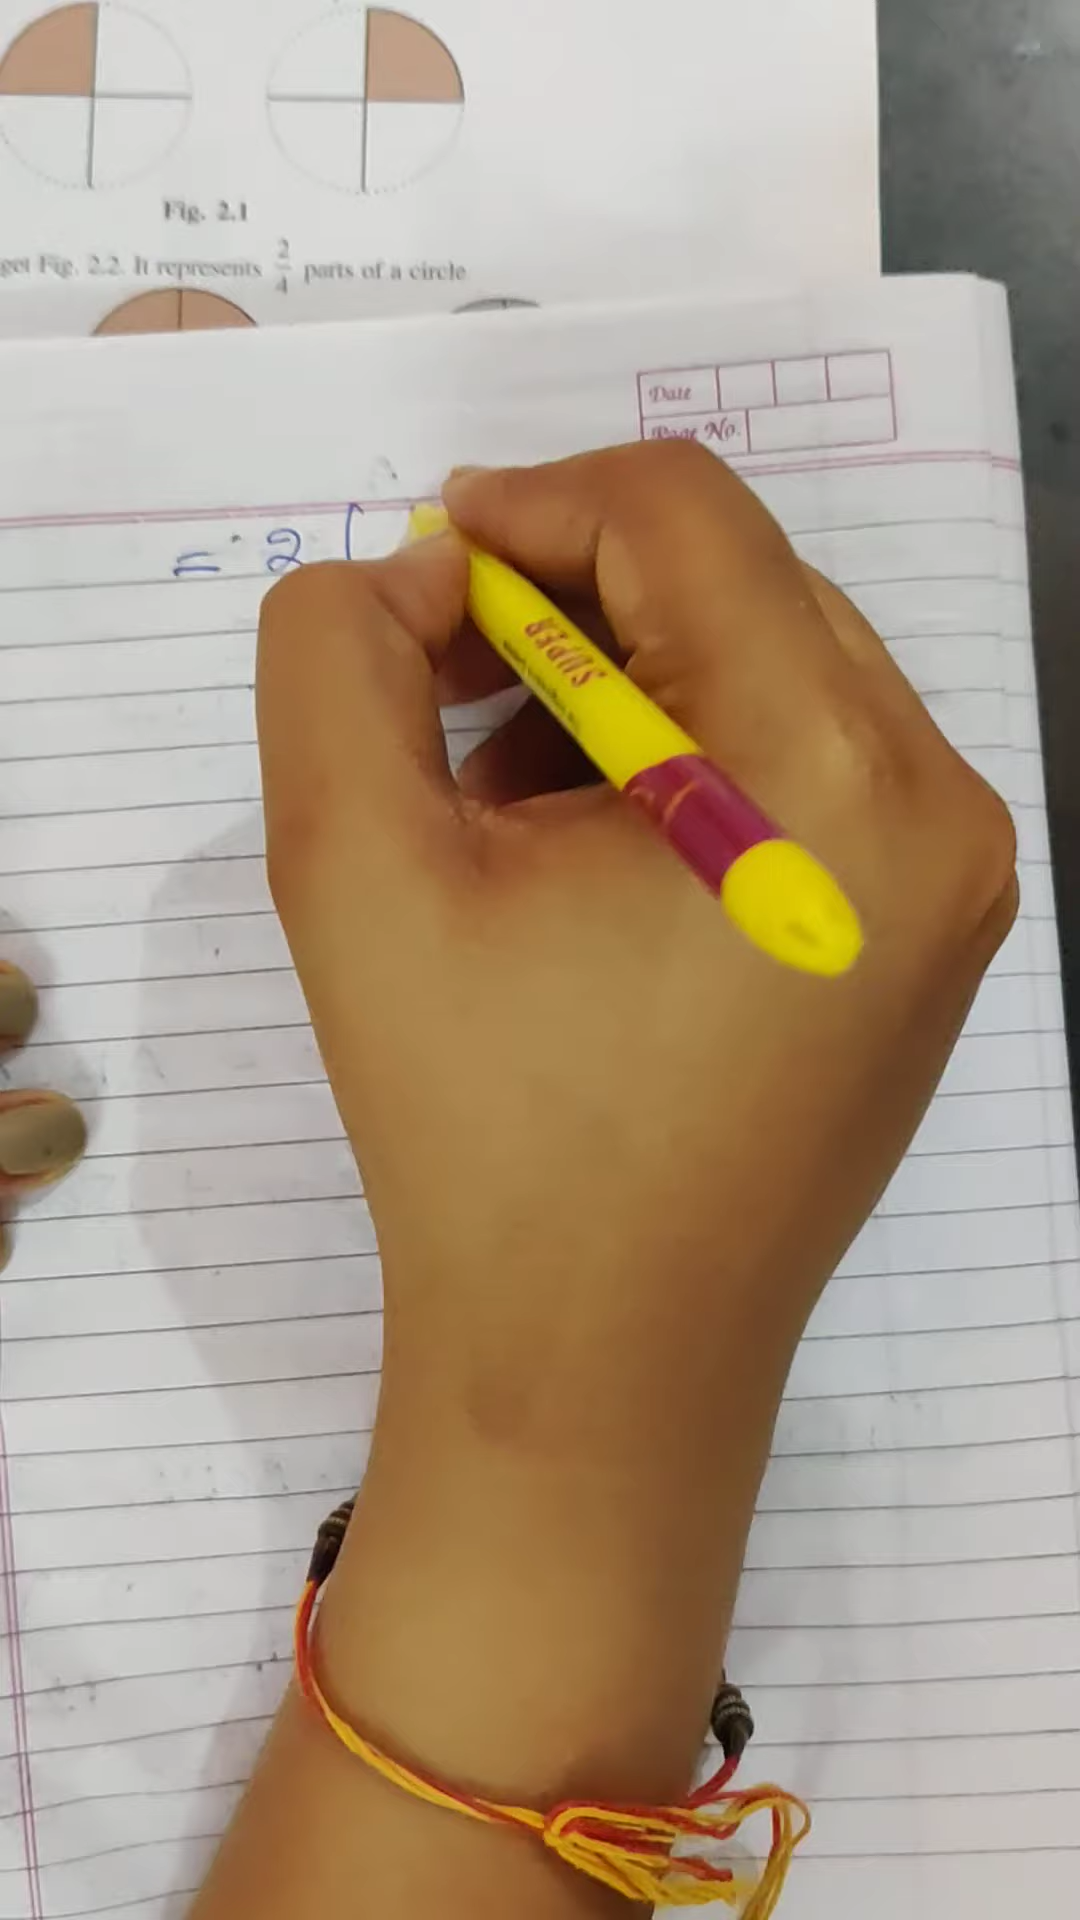 Fig. 2.1
get Fig. 2.2. It represents 2/4 parts of a circle
Date
Page No.
= 2 (
SUPER